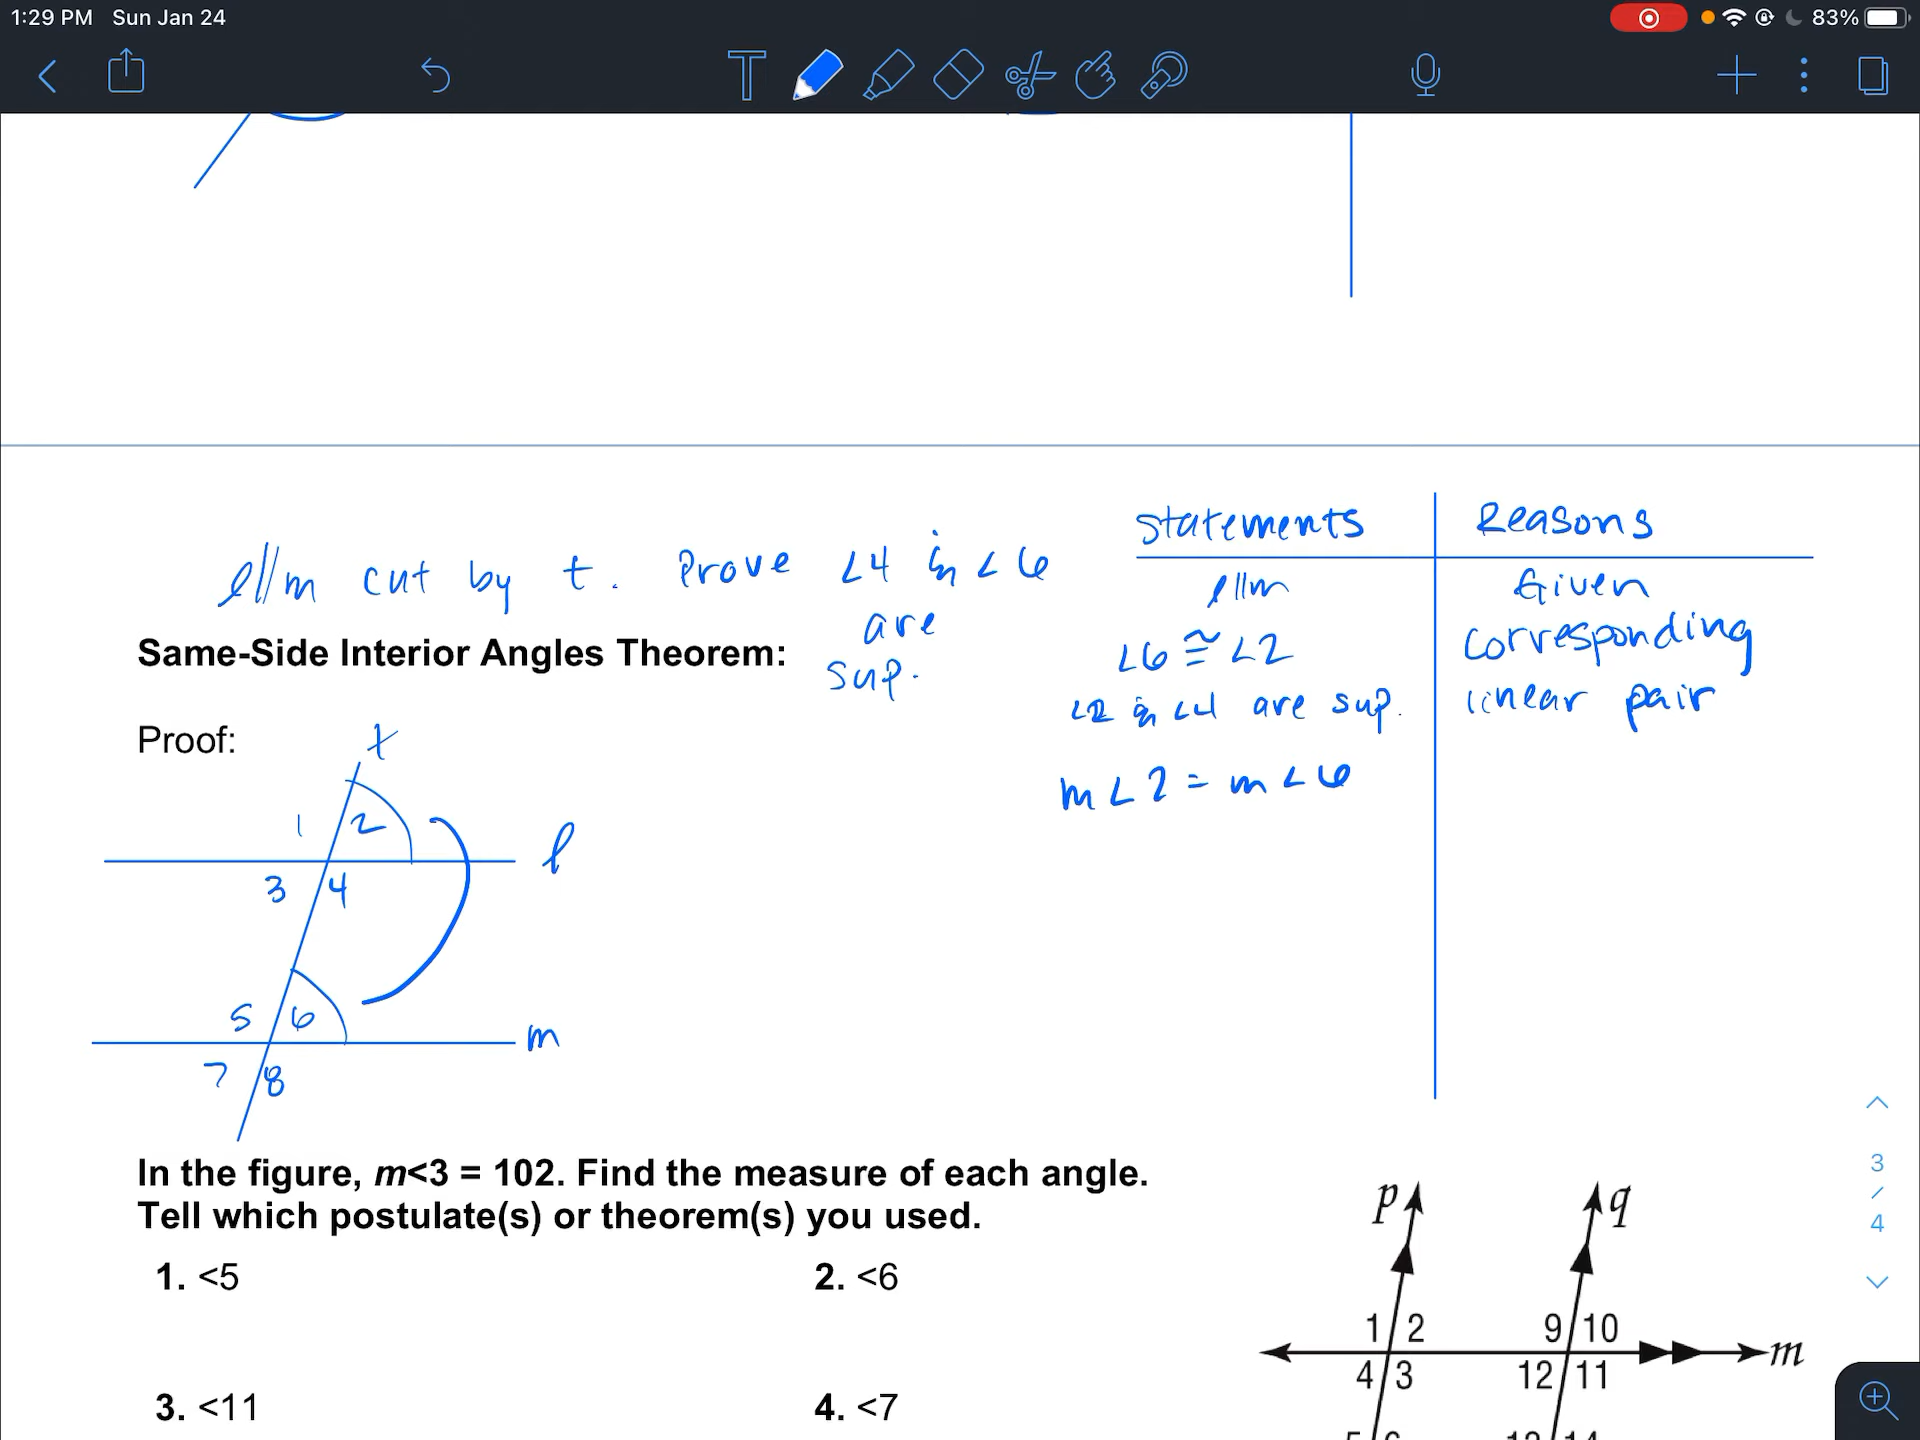 1:29 PM Sun Jan 24
83%
T
l//m cut by t. Prove ∠4 & ∠6
are
sup.
Statements Reasons
l//m Given
∠6 ≅ ∠2 corresponding
∠2 & ∠4 are sup. linear pair
m∠2 = m∠6
Same-Side Interior Angles Theorem:
Proof:
t
1 2
l
3 4
5 6
m
7 8
3
/
4
In the figure, m<3 = 102. Find the measure of each angle.
Tell which postulate(s) or theorem(s) you used.
1. <5 2. <6
3. <11 4. <7
p q
1 2 9 10
m
4 3 12 11
5 6 13 14